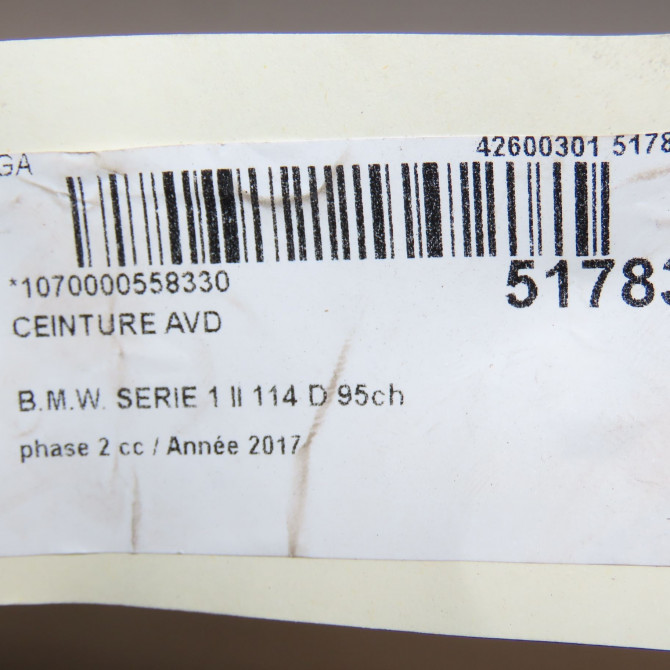 GA
42600301 5178
*1070000558330
51783
CEINTURE AVD
B.M.W. SERIE 1 II 114 D 95ch
phase 2 cc / Année 2017